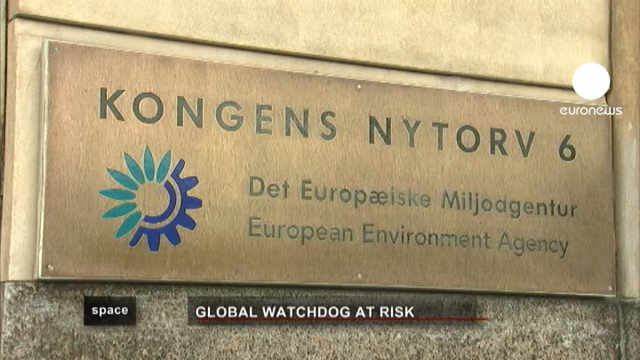 KONGENS NYTORV 6
Det Europæiske Miljøagentur
European Environment Agency
euronews
space
GLOBAL WATCHDOG AT RISK